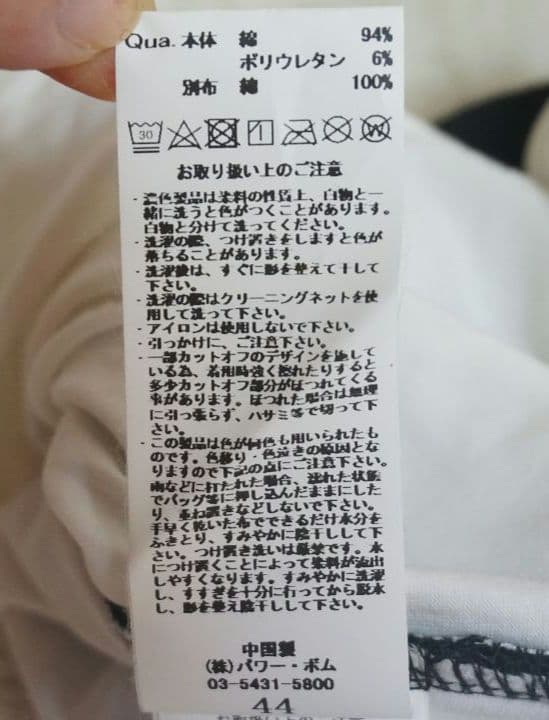 Qua. 本体 綿 94%
ポリウレタン 6%
別布 綿 100%
30
お取り扱い上のご注意
・濃色製品は染料の性質上、白物と一
緒に洗うと色がつくことがあります。
白物と分けて洗ってください。
・洗濯の際、つけ置きをしますと色が
落ちることがあります。
・洗濯後は、すぐに形を整えて干して
下さい。
・洗濯の際はクリーニングネットを使
用して洗って下さい。
・アイロンは使用しないで下さい。
・引っかけに、ご注意下さい。
・一部カットオフのデザインを施して
いる為、着用時強く擦れたりすると
多少カットオフ部分がほつれてくる
事があります。ほつれた場合は無理
に引っ張らず、ハサミ等で切って下
さい。
・この製品は色が何色も用いられたも
のです。色移り・色泣きの原因とな
りますので下記の点にご注意下さい。
雨などに打たれた場合、濡れた状態
でバッグ等に押し込んだままにした
り、重ね置きなどしないで下さい。
手早く乾いた布でできるだけ水分を
ふきとり、すみやかに陰干しして下
さい。つけ置き洗いは厳禁です。水
につけ置くことによって染料が流出
しやすくなります。すみやかに洗濯
し、すすぎを十分に行ってから脱水
し、形を整え陰干しして下さい。
中国製
(株)パワー・ボム
03-5431-5800
44
お取り扱い上のご注意